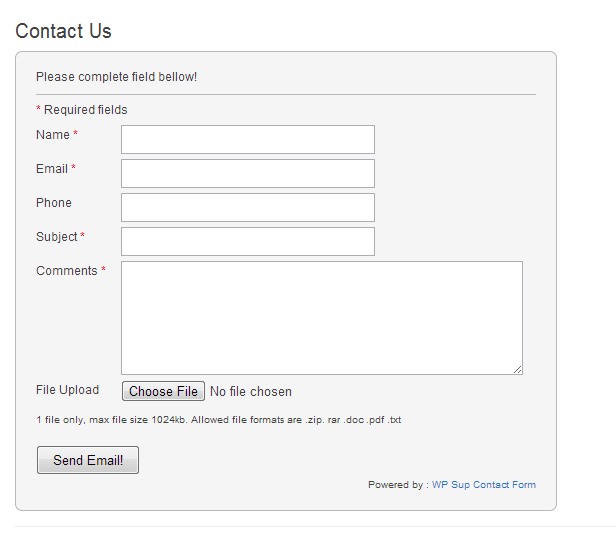 Contact Us
Please complete field bellow!
* Required fields
Name *
Email *
Phone
Subject *
Comments *
File Upload Choose File No file chosen
1 file only, max file size 1024kb. Allowed file formats are .zip. rar .doc .pdf .txt
Send Email!
Powered by : WP Sup Contact Form